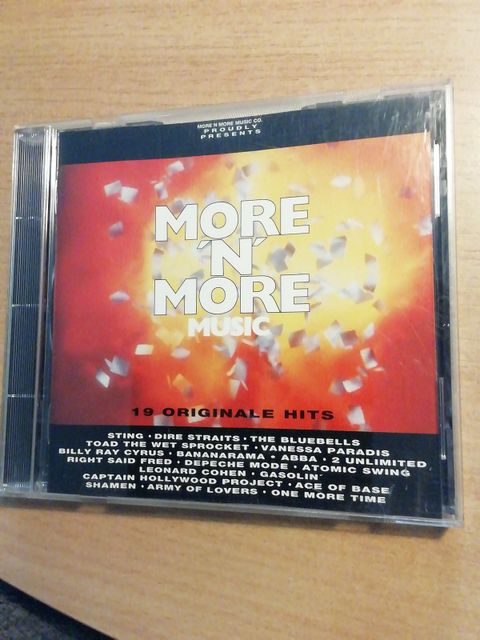 MORE 'N MORE MUSIC CO.
PROUDLY
PRESENTS
MORE
'N'
MORE
MUSIC
19 ORIGINALE HITS
STING · DIRE STRAITS · THE BLUEBELLS
TOAD THE WET SPROCKET · VANESSA PARADIS
BILLY RAY CYRUS · BANANARAMA · ABBA · 2 UNLIMITED
RIGHT SAID FRED · DEPECHE MODE · ATOMIC SWING
LEONARD COHEN · GASOLIN'
CAPTAIN HOLLYWOOD PROJECT · ACE OF BASE
SHAMEN · ARMY OF LOVERS · ONE MORE TIME